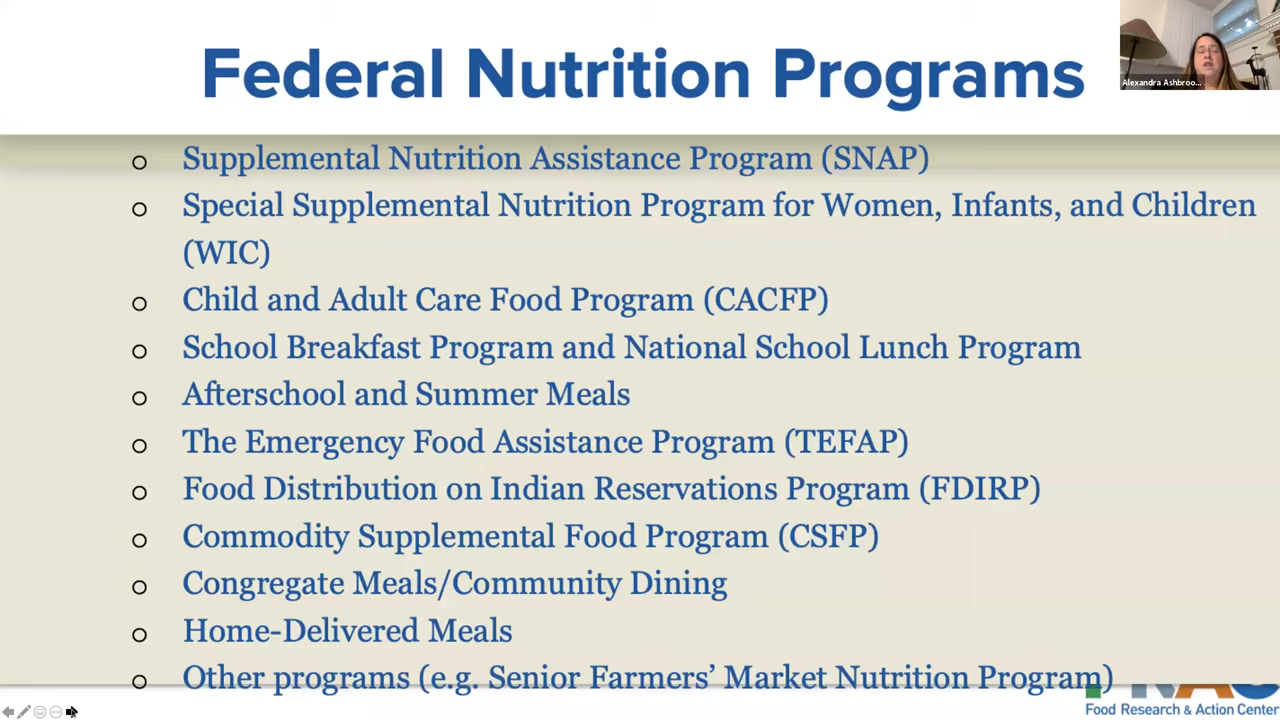 Federal Nutrition Programs
Alexandra Ashbroo...
Supplemental Nutrition Assistance Program (SNAP)
Special Supplemental Nutrition Program for Women, Infants, and Children
(WIC)
Child and Adult Care Food Program (CACFP)
School Breakfast Program and National School Lunch Program
Afterschool and Summer Meals
The Emergency Food Assistance Program (TEFAP)
Food Distribution on Indian Reservations Program (FDIRP)
Commodity Supplemental Food Program (CSFP)
Congregate Meals/Community Dining
Home-Delivered Meals
Other programs (e.g. Senior Farmers’ Market Nutrition Program)
Food Research & Action Center